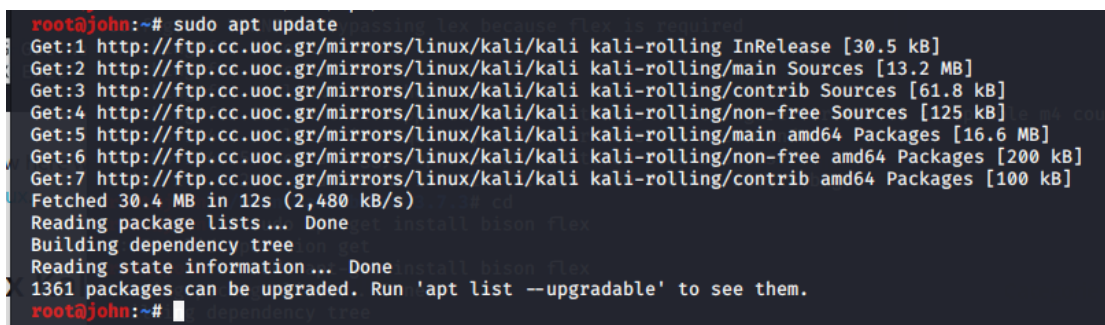 root@john:~# sudo apt update
Get:1 http://ftp.cc.uoc.gr/mirrors/linux/kali/kali kali-rolling InRelease [30.5 kB]
Get:2 http://ftp.cc.uoc.gr/mirrors/linux/kali/kali kali-rolling/main Sources [13.2 MB]
Get:3 http://ftp.cc.uoc.gr/mirrors/linux/kali/kali kali-rolling/contrib Sources [61.8 kB]
Get:4 http://ftp.cc.uoc.gr/mirrors/linux/kali/kali kali-rolling/non-free Sources [125 kB]
Get:5 http://ftp.cc.uoc.gr/mirrors/linux/kali/kali kali-rolling/main amd64 Packages [16.6 MB]
Get:6 http://ftp.cc.uoc.gr/mirrors/linux/kali/kali kali-rolling/non-free amd64 Packages [200 kB]
Get:7 http://ftp.cc.uoc.gr/mirrors/linux/kali/kali kali-rolling/contrib amd64 Packages [100 kB]
Fetched 30.4 MB in 12s (2,480 kB/s)
Reading package lists... Done
Building dependency tree
Reading state information... Done
1361 packages can be upgraded. Run 'apt list --upgradable' to see them.
root@john:~#